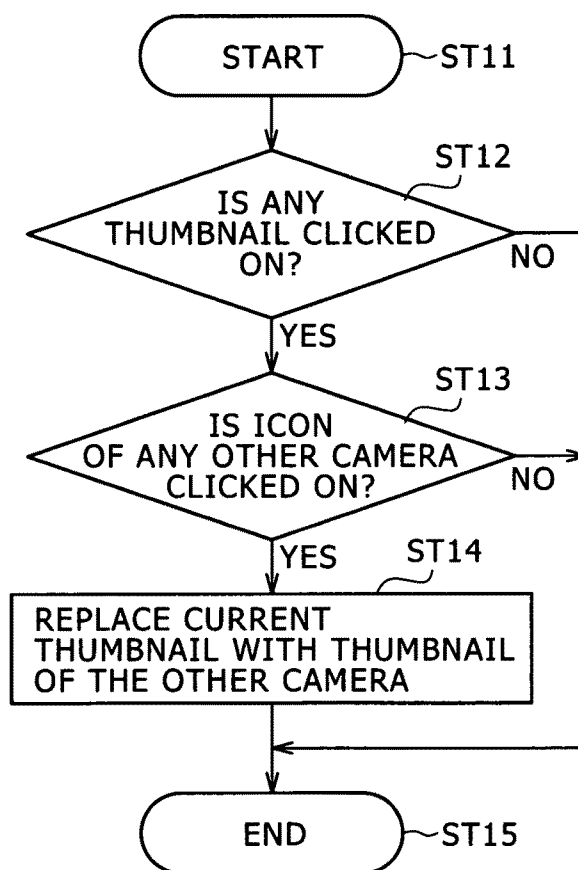 START
ST11
ST12
IS ANY
THUMBNAIL CLICKED
ON?
NO
YES
ST13
IS ICON
OF ANY OTHER CAMERA
CLICKED ON?
NO
YES
ST14
REPLACE CURRENT
THUMBNAIL WITH THUMBNAIL
OF THE OTHER CAMERA
END
ST15